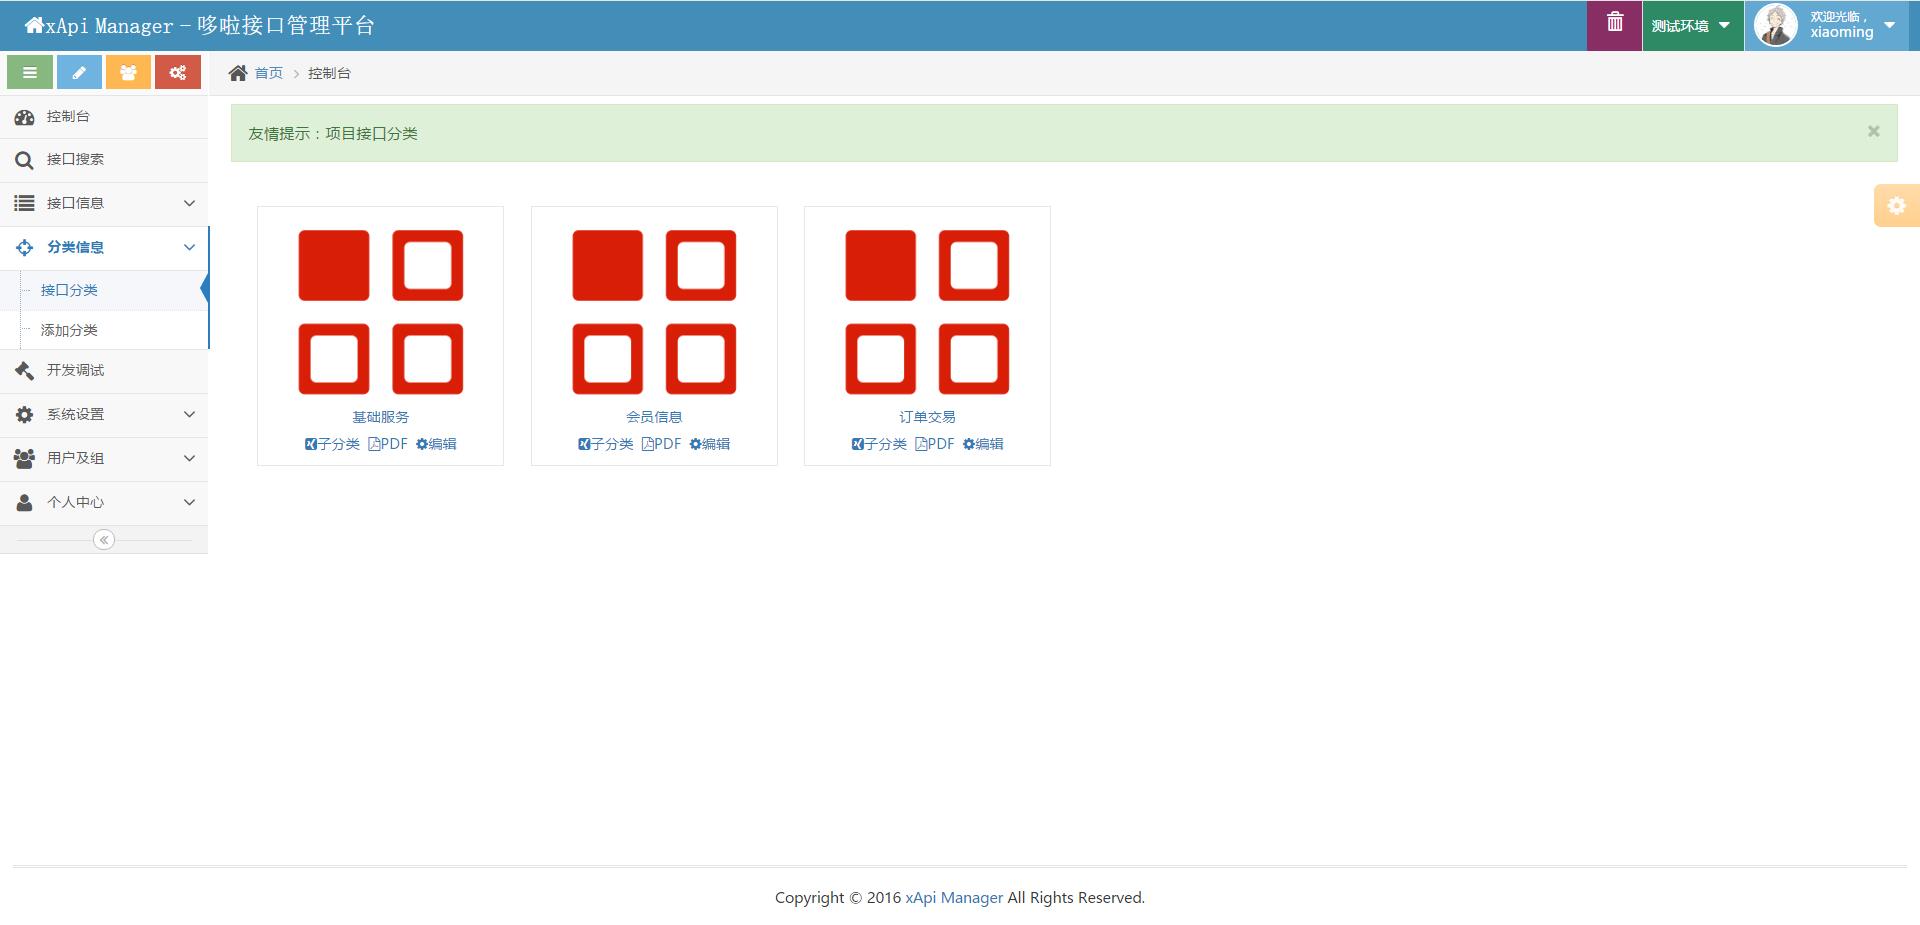 xApi Manager - 哆啦接口管理平台
测试环境
欢迎光临，
xiaoming
首页
控制台
控制台
接口搜索
接口信息
分类信息
接口分类
添加分类
开发调试
系统设置
用户及组
个人中心
友情提示：项目接口分类
基础服务
子分类 PDF 编辑
会员信息
子分类 PDF 编辑
订单交易
子分类 PDF 编辑
Copyright © 2016 xApi Manager All Rights Reserved.